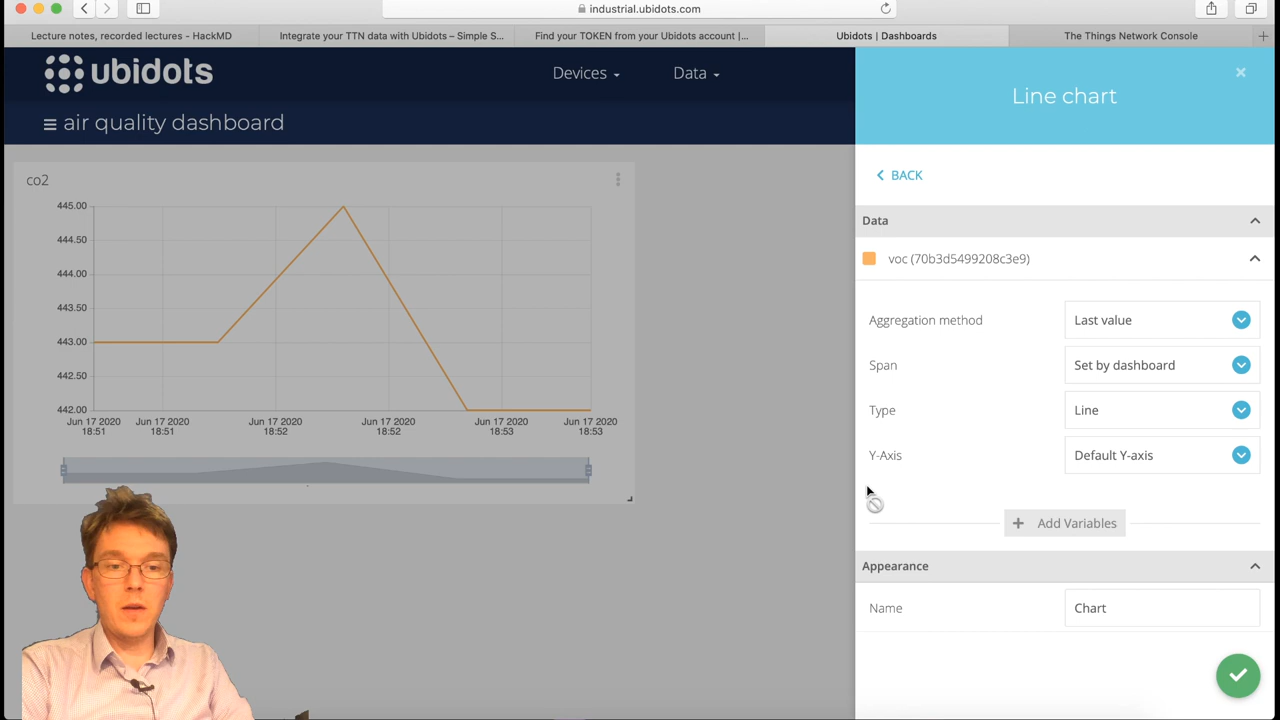 industrial.ubidots.com
Lecture notes, recorded lectures - HackMD
Integrate your TTN data with Ubidots – Simple S...
Find your TOKEN from your Ubidots account |...
Ubidots | Dashboards
The Things Network Console
ubidots
Devices
Data
air quality dashboard
co2
445.00
444.50
444.00
443.50
443.00
442.50
442.00
Jun 17 2020 Jun 17 2020 Jun 17 2020 Jun 17 2020 Jun 17 2020 Jun 17 2020
18:51 18:51 18:52 18:52 18:53 18:53
Line chart
BACK
Data
voc (70b3d5499208c3e9)
Aggregation method Last value
Span Set by dashboard
Type Line
Y-Axis Default Y-axis
+ Add Variables
Appearance
Name Chart